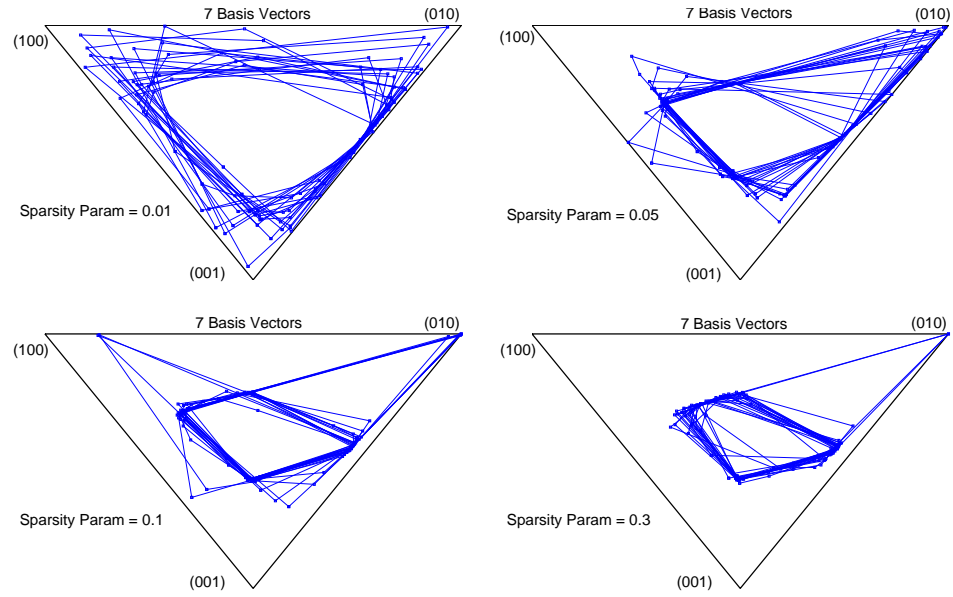 7 Basis Vectors
(010)
(100)
Sparsity Param = 0.01
(001)
7 Basis Vectors
(010)
(100)
Sparsity Param = 0.05
(001)
7 Basis Vectors
(010)
(100)
Sparsity Param = 0.1
(001)
7 Basis Vectors
(010)
(100)
Sparsity Param = 0.3
(001)